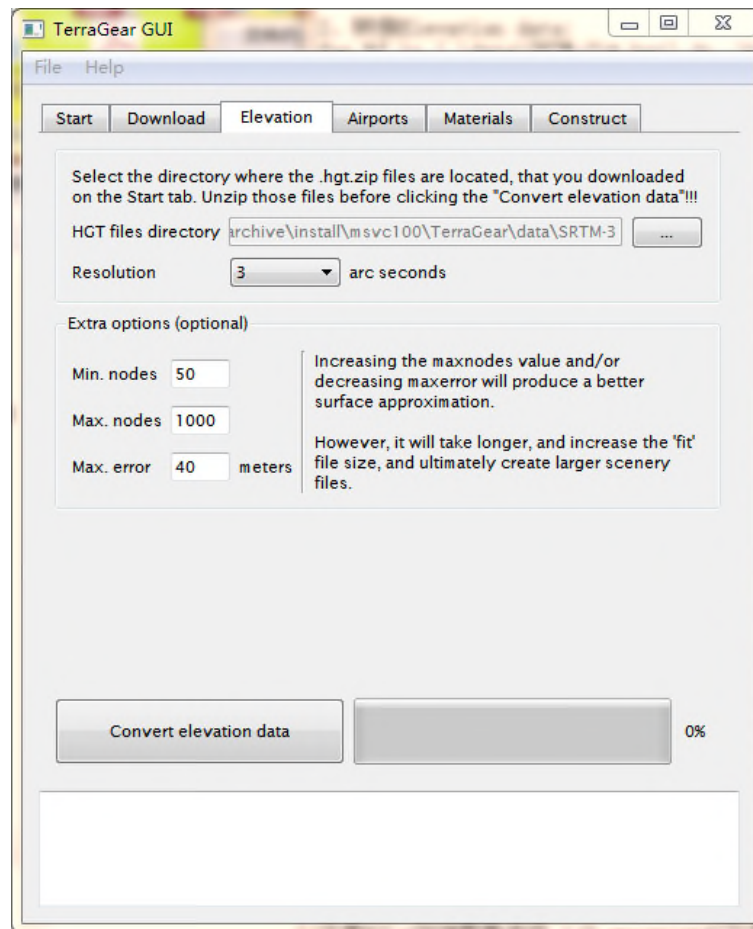 TerraGear GUI
File Help
Start Download Elevation Airports Materials Construct
Select the directory where the .hgt.zip files are located, that you downloaded
on the Start tab. Unzip those files before clicking the "Convert elevation data"!!!
HGT files directory archive\install\msvc100\TerraGear\data\SRTM-3 ...
Resolution 3 arc seconds
Extra options (optional)
Min. nodes 50
Max. nodes 1000
Max. error 40 meters
Increasing the maxnodes value and/or
decreasing maxerror will produce a better
surface approximation.
However, it will take longer, and increase the 'fit'
file size, and ultimately create larger scenery
files.
Convert elevation data 0%